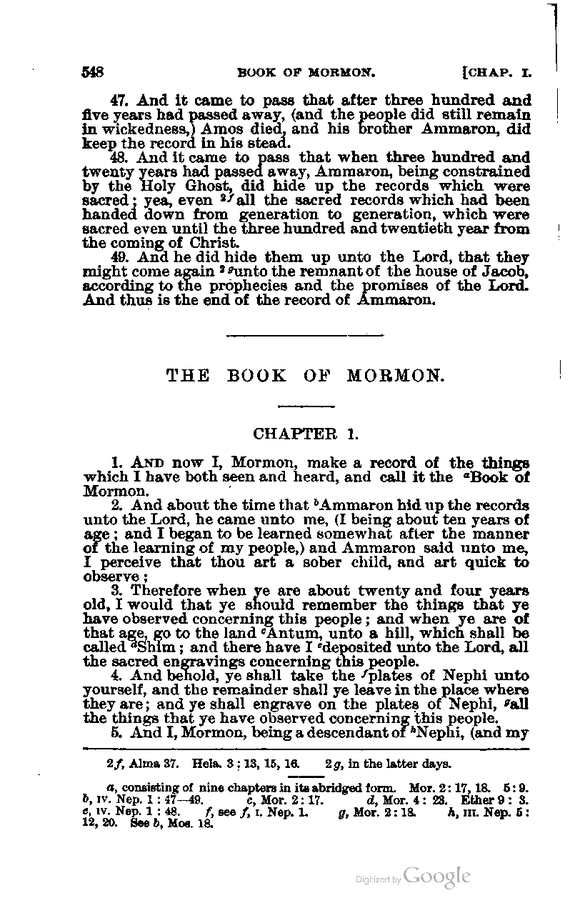 548 BOOK OF MORMON. [CHAP. I.
47. And it came to pass that after three hundred and
five years had passed away, (and the people did still remain
in wickedness,) Amos died, and his brother Ammaron, did
keep the record in his stead.
48. And it came to pass that when three hundred and
twenty years had passed away, Ammaron, being constrained
by the Holy Ghost, did hide up the records which were
sacred; yea, even 2fall the sacred records which had been
handed down from generation to generation, which were
sacred even until the three hundred and twentieth year from
the coming of Christ.
49. And he did hide them up unto the Lord, that they
might come again 2gunto the remnant of the house of Jacob,
according to the prophecies and the promises of the Lord.
And thus is the end of the record of Ammaron.
THE BOOK OF MORMON.
CHAPTER 1.
1. AND now I, Mormon, make a record of the things
which I have both seen and heard, and call it the aBook of
Mormon.
2. And about the time that bAmmaron hid up the records
unto the Lord, he came unto me, (I being about ten years of
age; and I began to be learned somewhat after the manner
of the learning of my people,) and Ammaron said unto me,
I perceive that thou art a sober child, and art quick to
observe;
3. Therefore when ye are about twenty and four years
old, I would that ye should remember the things that ye
have observed concerning this people; and when ye are of
that age, go to the land cAntum, unto a hill, which shall be
called dShim; and there have I edeposited unto the Lord, all
the sacred engravings concerning this people.
4. And behold, ye shall take the fplates of Nephi unto
yourself, and the remainder shall ye leave in the place where
they are; and ye shall engrave on the plates of Nephi, gall
the things that ye have observed concerning this people.
5. And I, Mormon, being a descendant of hNephi, (and my
2f, Alma 37. Hela. 3:13, 15, 16. 2g, in the latter days.
a, consisting of nine chapters in its abridged form. Mor. 2:17, 18. 5:9.
b, IV. Nep. 1:47—49. c, Mor. 2:17. d, Mor. 4:23. Ether 9:3.
e, IV. Nep. 1:48. f, see f, I. Nep. 1. g, Mor. 2:18. h, III. Nep. 5:
12, 20. See b, Mos. 18.
Digitized by Google